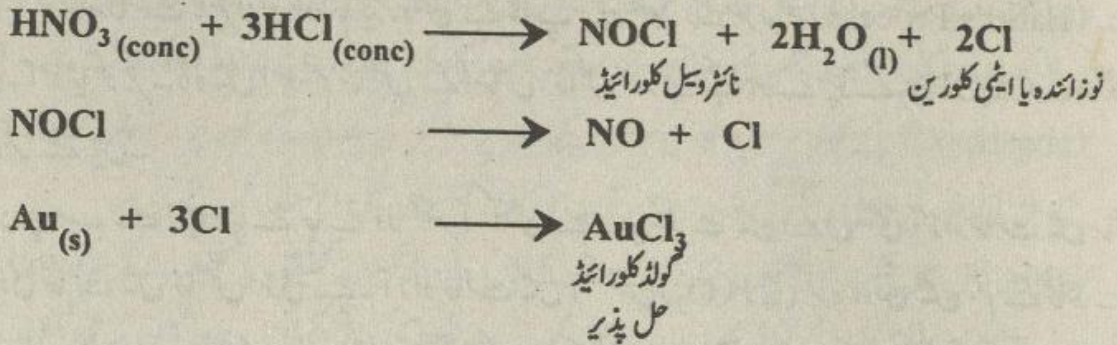 HNO₃ (conc) + 3HCl (conc) ⟶ NOCl + 2H₂O (l) + 2Cl
نائٹروسیل کلورائیڈ نوزائندہ یا ایٹمی کلورین
NOCl ⟶ NO + Cl
Au (s) + 3Cl ⟶ AuCl₃
گولڈ کلورائیڈ
حل پذیر